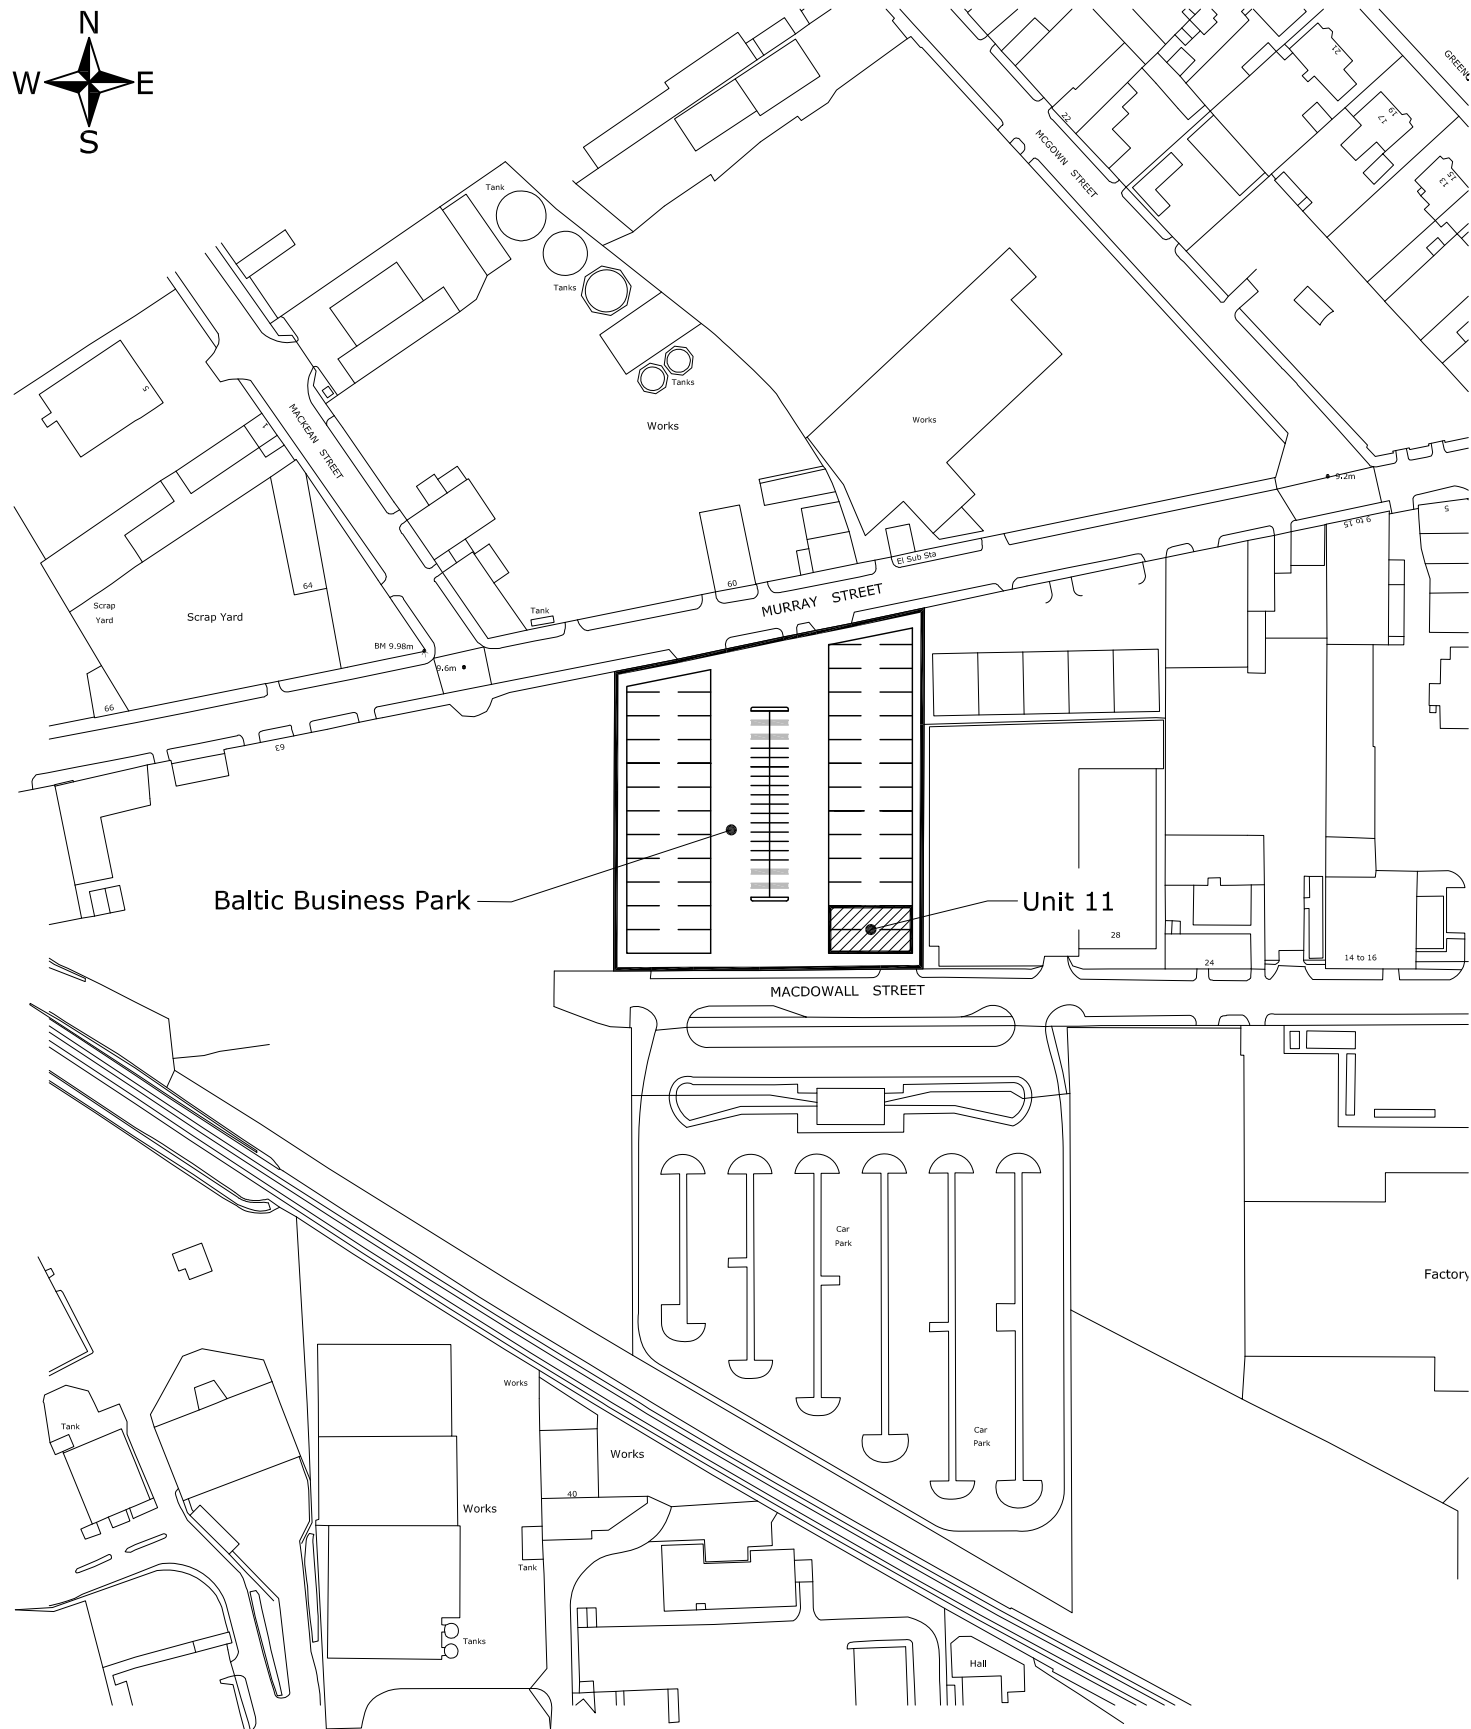 N
W E
S
21
GREENO
19
17
22
MCGOWN STREET
15
13
Tank
Tanks
Tanks
5
MACKEAN STREET
1
Works
Works
9.2m
5
9 to 15
El Sub Sta
64
60
MURRAY STREET
Scrap
Yard
Scrap Yard
Tank
BM 9.98m
9.6m
66
63
Baltic Business Park
Unit 11
28
24
14 to 16
MACDOWALL STREET
Car
Park
Factory
Works
Tank
Car
Park
Works
40
Works
Tank
Tanks
Hall